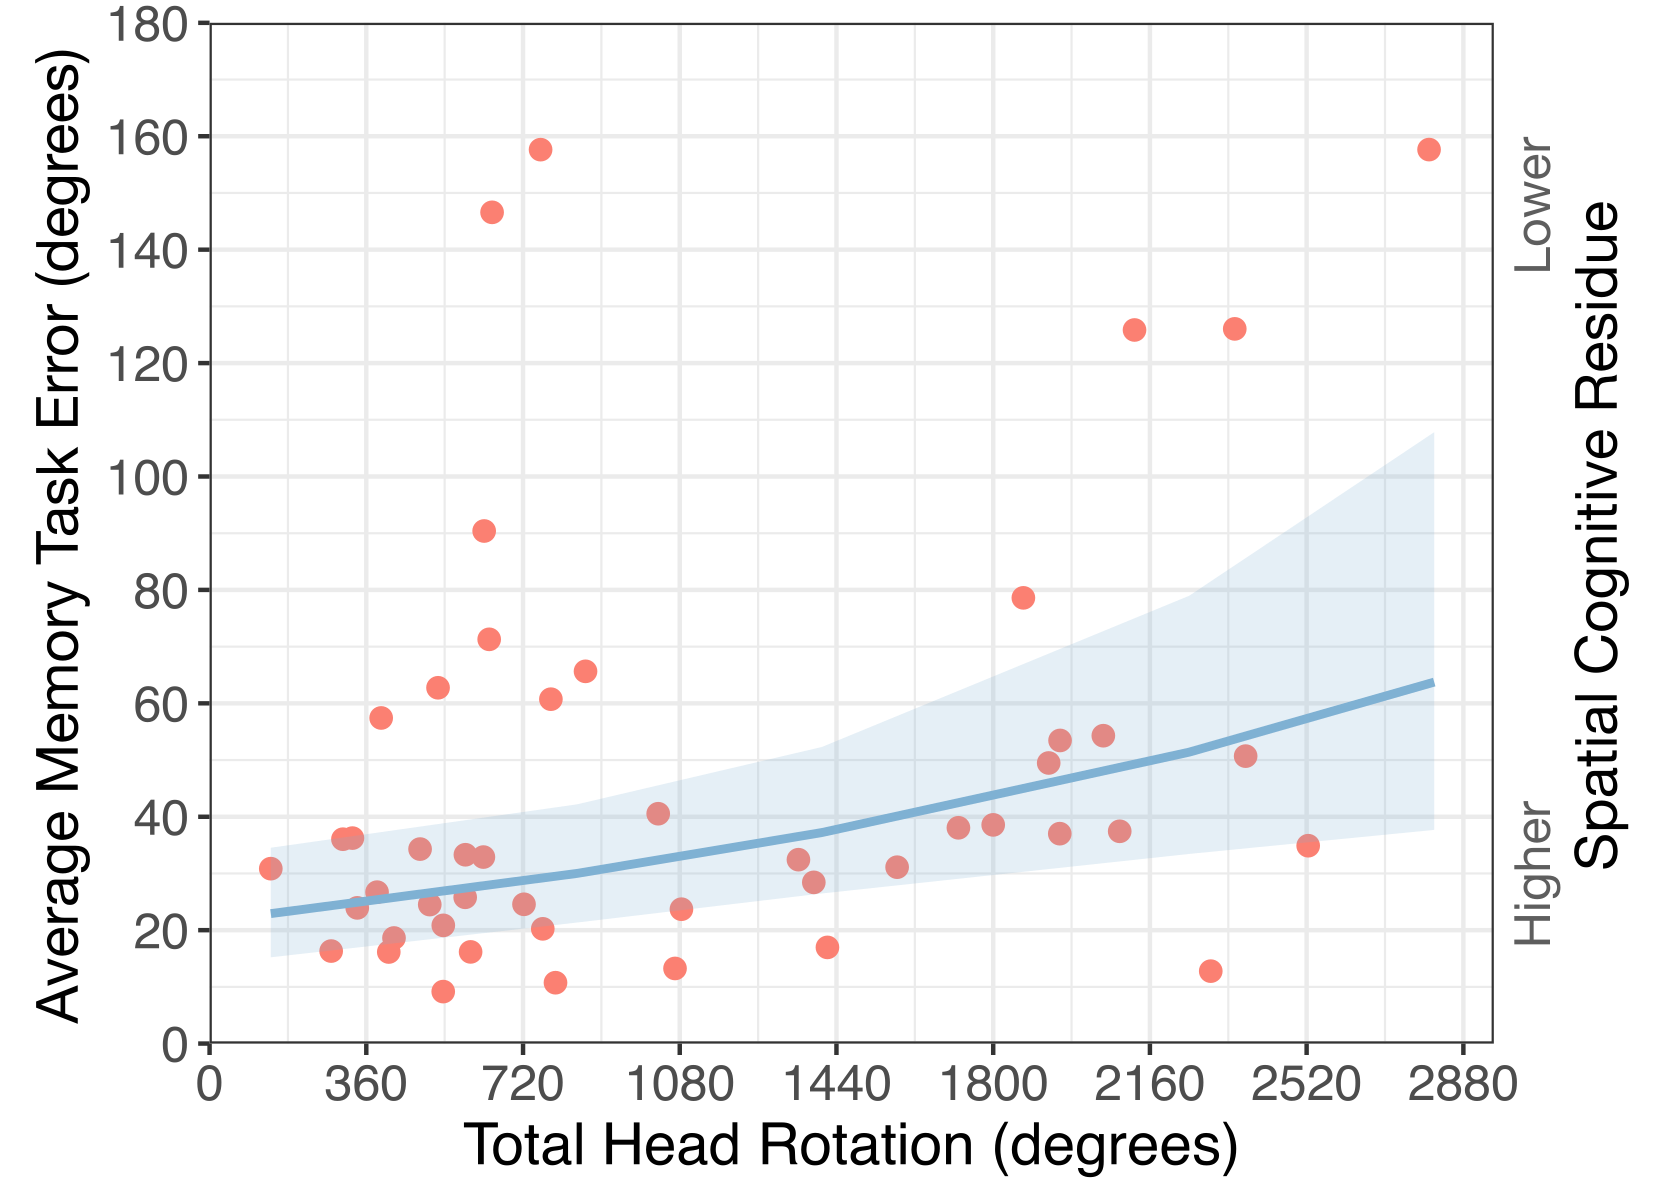 Average Memory Task Error (degrees)
180
160
140
120
100
80
60
40
20
0
0 360 720 1080 1440 1800 2160 2520 2880
Total Head Rotation (degrees)
Lower
Higher
Spatial Cognitive Residue